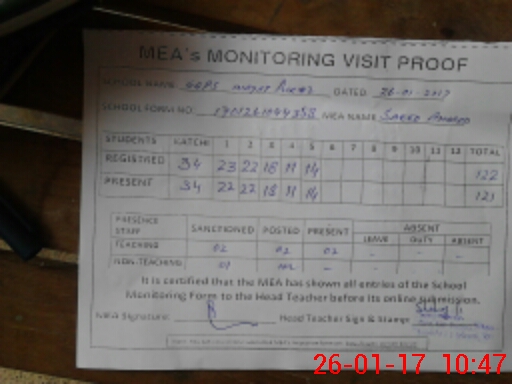 MEA's MONITORING VISIT PROOF
SCHOOL NAME GGPS DATED 26-01-2017
SCHOOL FORM NO: MEA NAME Saeed Ahmed
STUDENTS KATCHI 1 2 3 4 5 6 7 8 9 10 11 12 TOTAL
REGISTRED 34 23 22 18 11 14 122
PRESENT 34 22 22 18 11 14 121
PRESENCE STAFF SANCTIONED POSTED PRESENT ABSENT
LEAVE DUTY ABSENT
TEACHING 02 02 02 - - -
NON-TEACHING 01 - - - -
It is certified that the MEA has shown all entries of the School
Monitoring Form to the Head Teacher before its online submission.
MEA Signature: Head Teacher Sign & Stamp
26-01-17 10:47